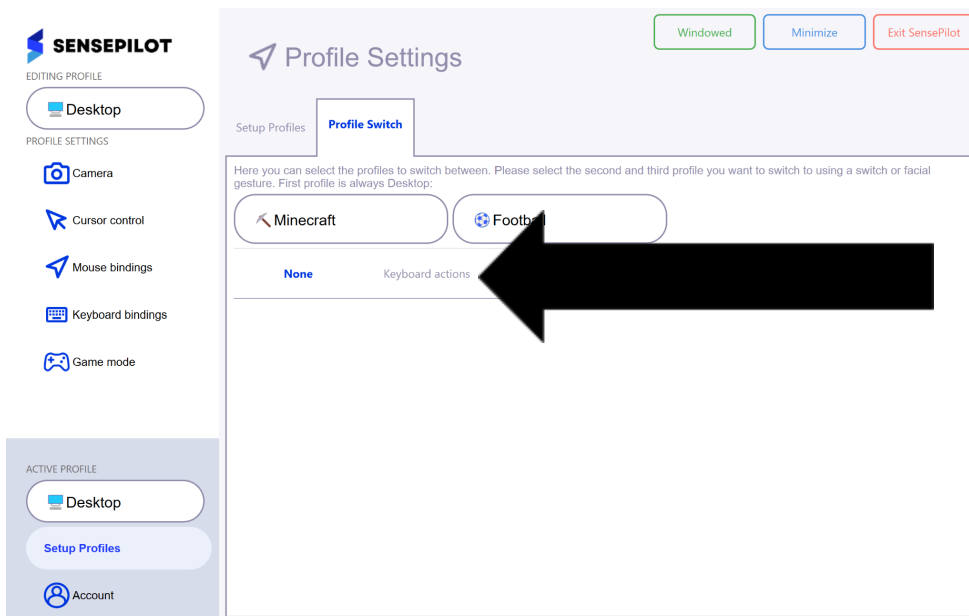 SENSEPILOT
EDITING PROFILE
Desktop
PROFILE SETTINGS
Camera
Cursor control
Mouse bindings
Keyboard bindings
Game mode
ACTIVE PROFILE
Desktop
Setup Profiles
Account
Windowed
Minimize
Exit SensePilot
Profile Settings
Setup Profiles
Profile Switch
Here you can select the profiles to switch between. Please select the second and third profile you want to switch to using a switch or facial
gesture. First profile is always Desktop:
Minecraft
Football
None
Keyboard actions